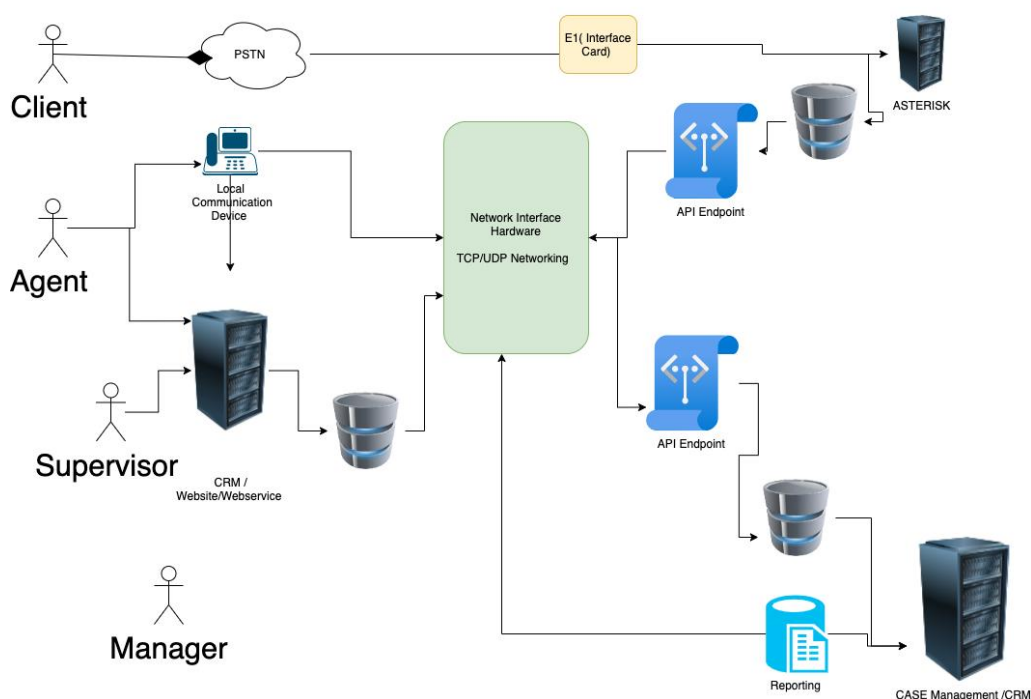 Client
PSTN
E1( Interface
Card)
ASTERISK
Local
Communication
Device
API Endpoint
Agent
Network Interface
Hardware
TCP/UDP Networking
Supervisor
CRM /
Website/Webservice
API Endpoint
Manager
Reporting
CASE Management /CRM